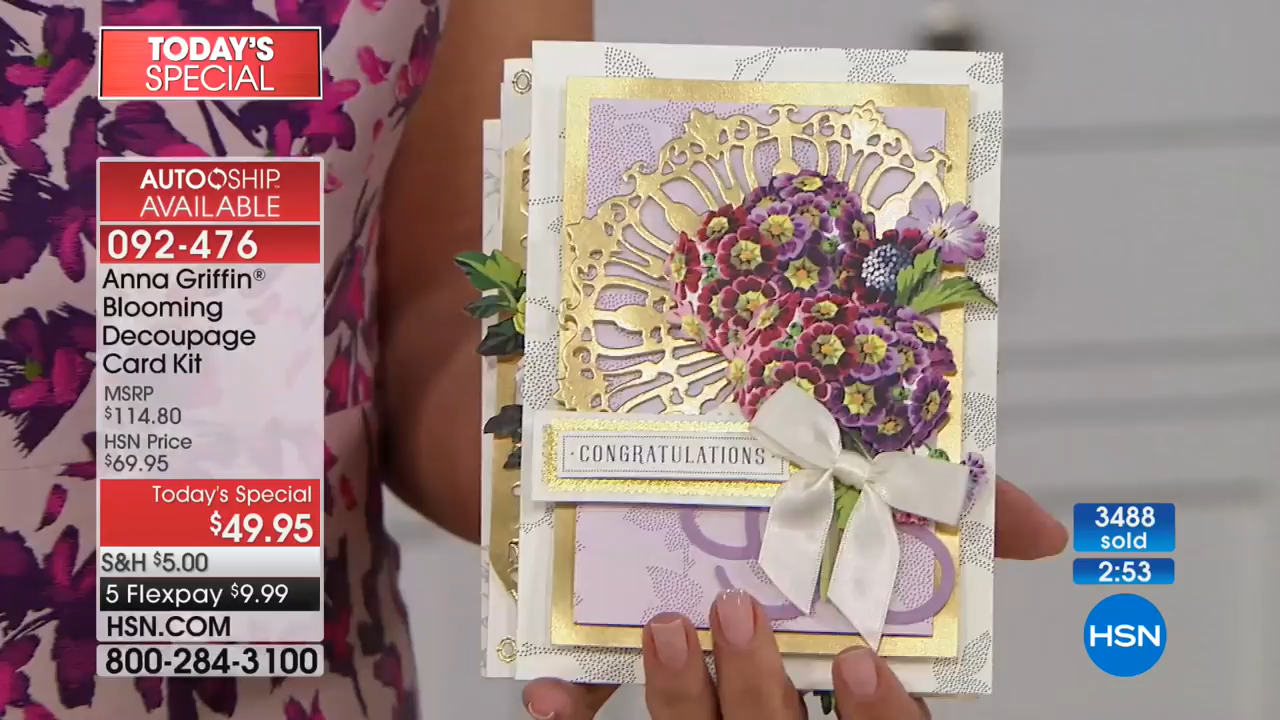 TODAY'S
SPECIAL
AUTOSHIP
AVAILABLE
092-476
Anna Griffin®
Blooming
Decoupage
Card Kit
MSRP
$114.80
HSN Price
$69.95
Today's Special
$49.95
S&H $5.00
5 Flexpay $9.99
HSN.COM
800-284-3100
·CONGRATULATIONS·
3488
sold
2:53
HSN